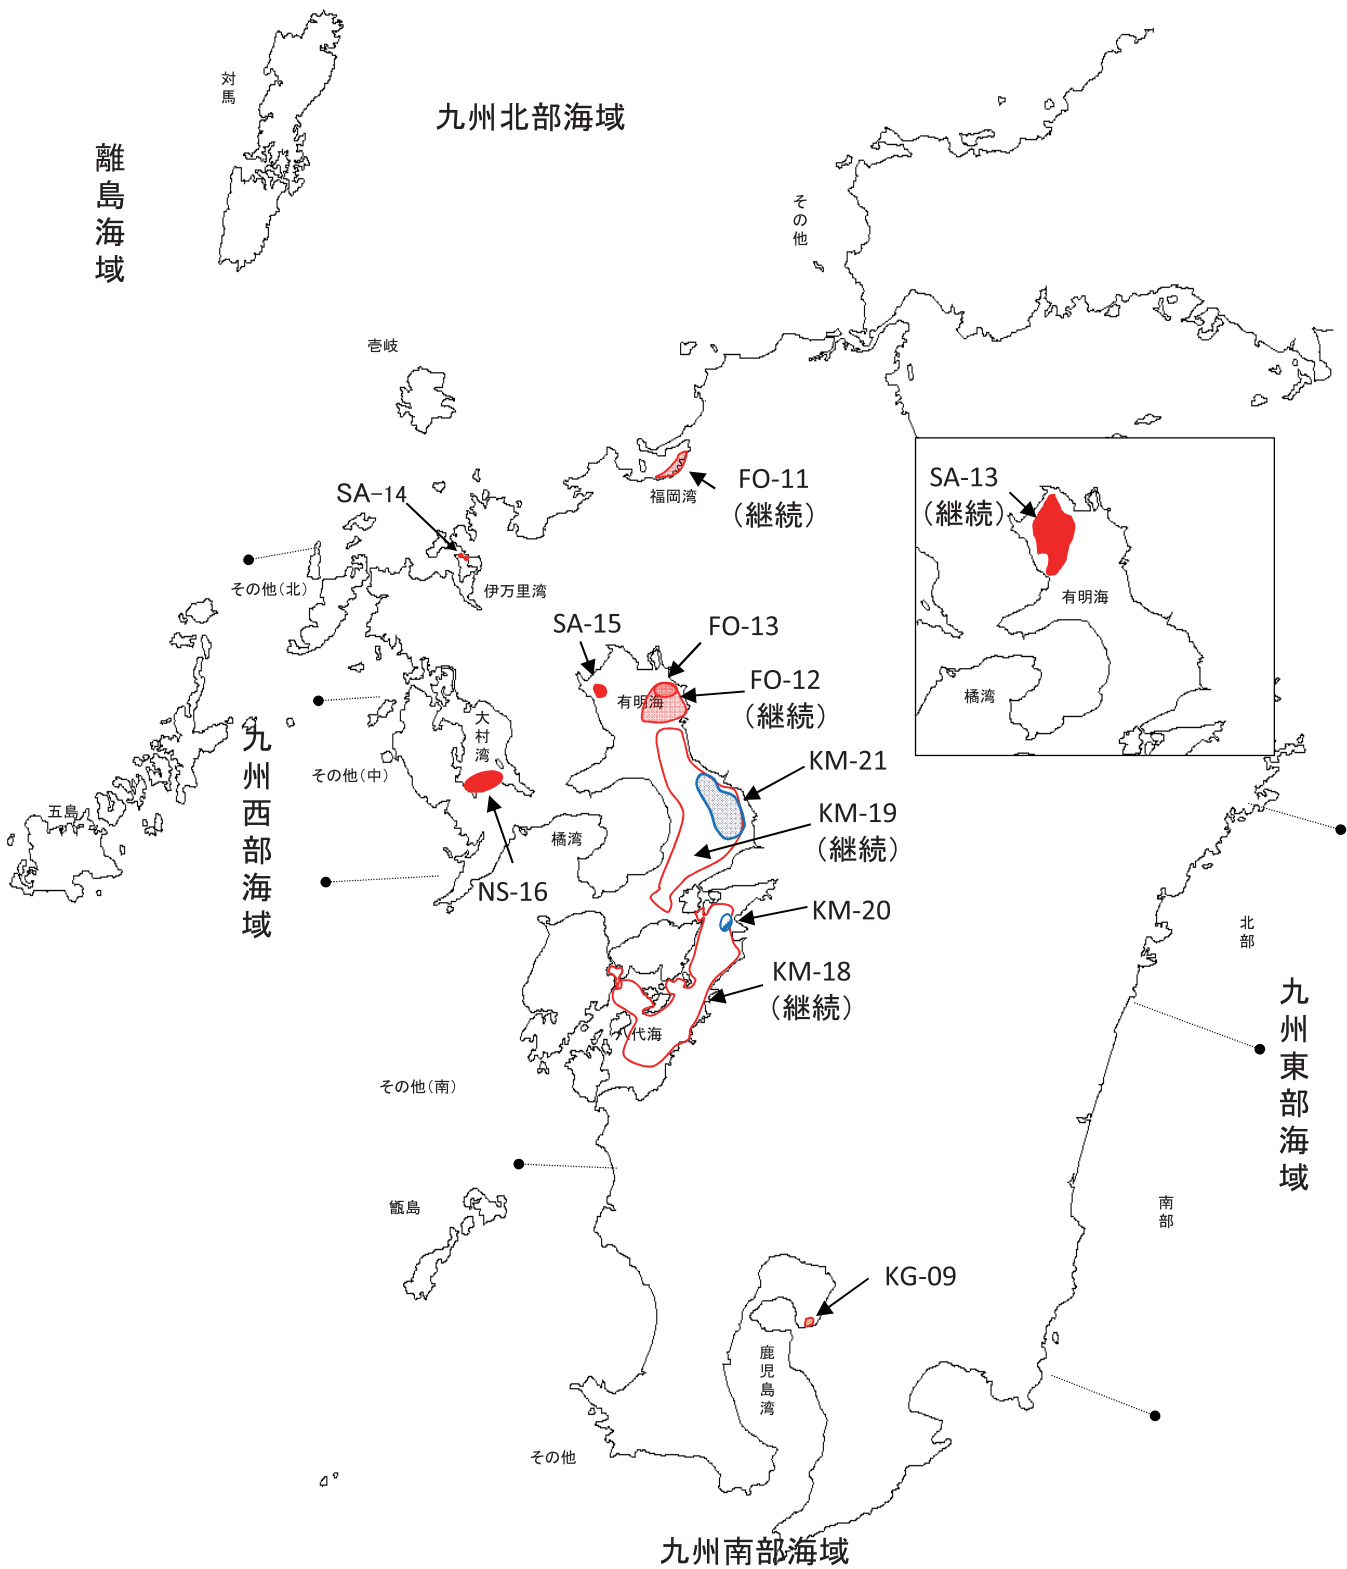 対馬
九州北部海域
離島海域
その他
壱岐
FO-11
(継続)
福岡湾
SA-14
SA-13
(継続)
有明海
橘湾
その他(北)
伊万里湾
SA-15
FO-13
FO-12
(継続)
有明海
大村湾
九州西部海域
その他(中)
KM-21
KM-19
(継続)
五島
橘湾
NS-16
KM-20
北部
KM-18
(継続)
九州東部海域
八代海
その他(南)
甑島
南部
KG-09
鹿児島湾
その他
九州南部海域